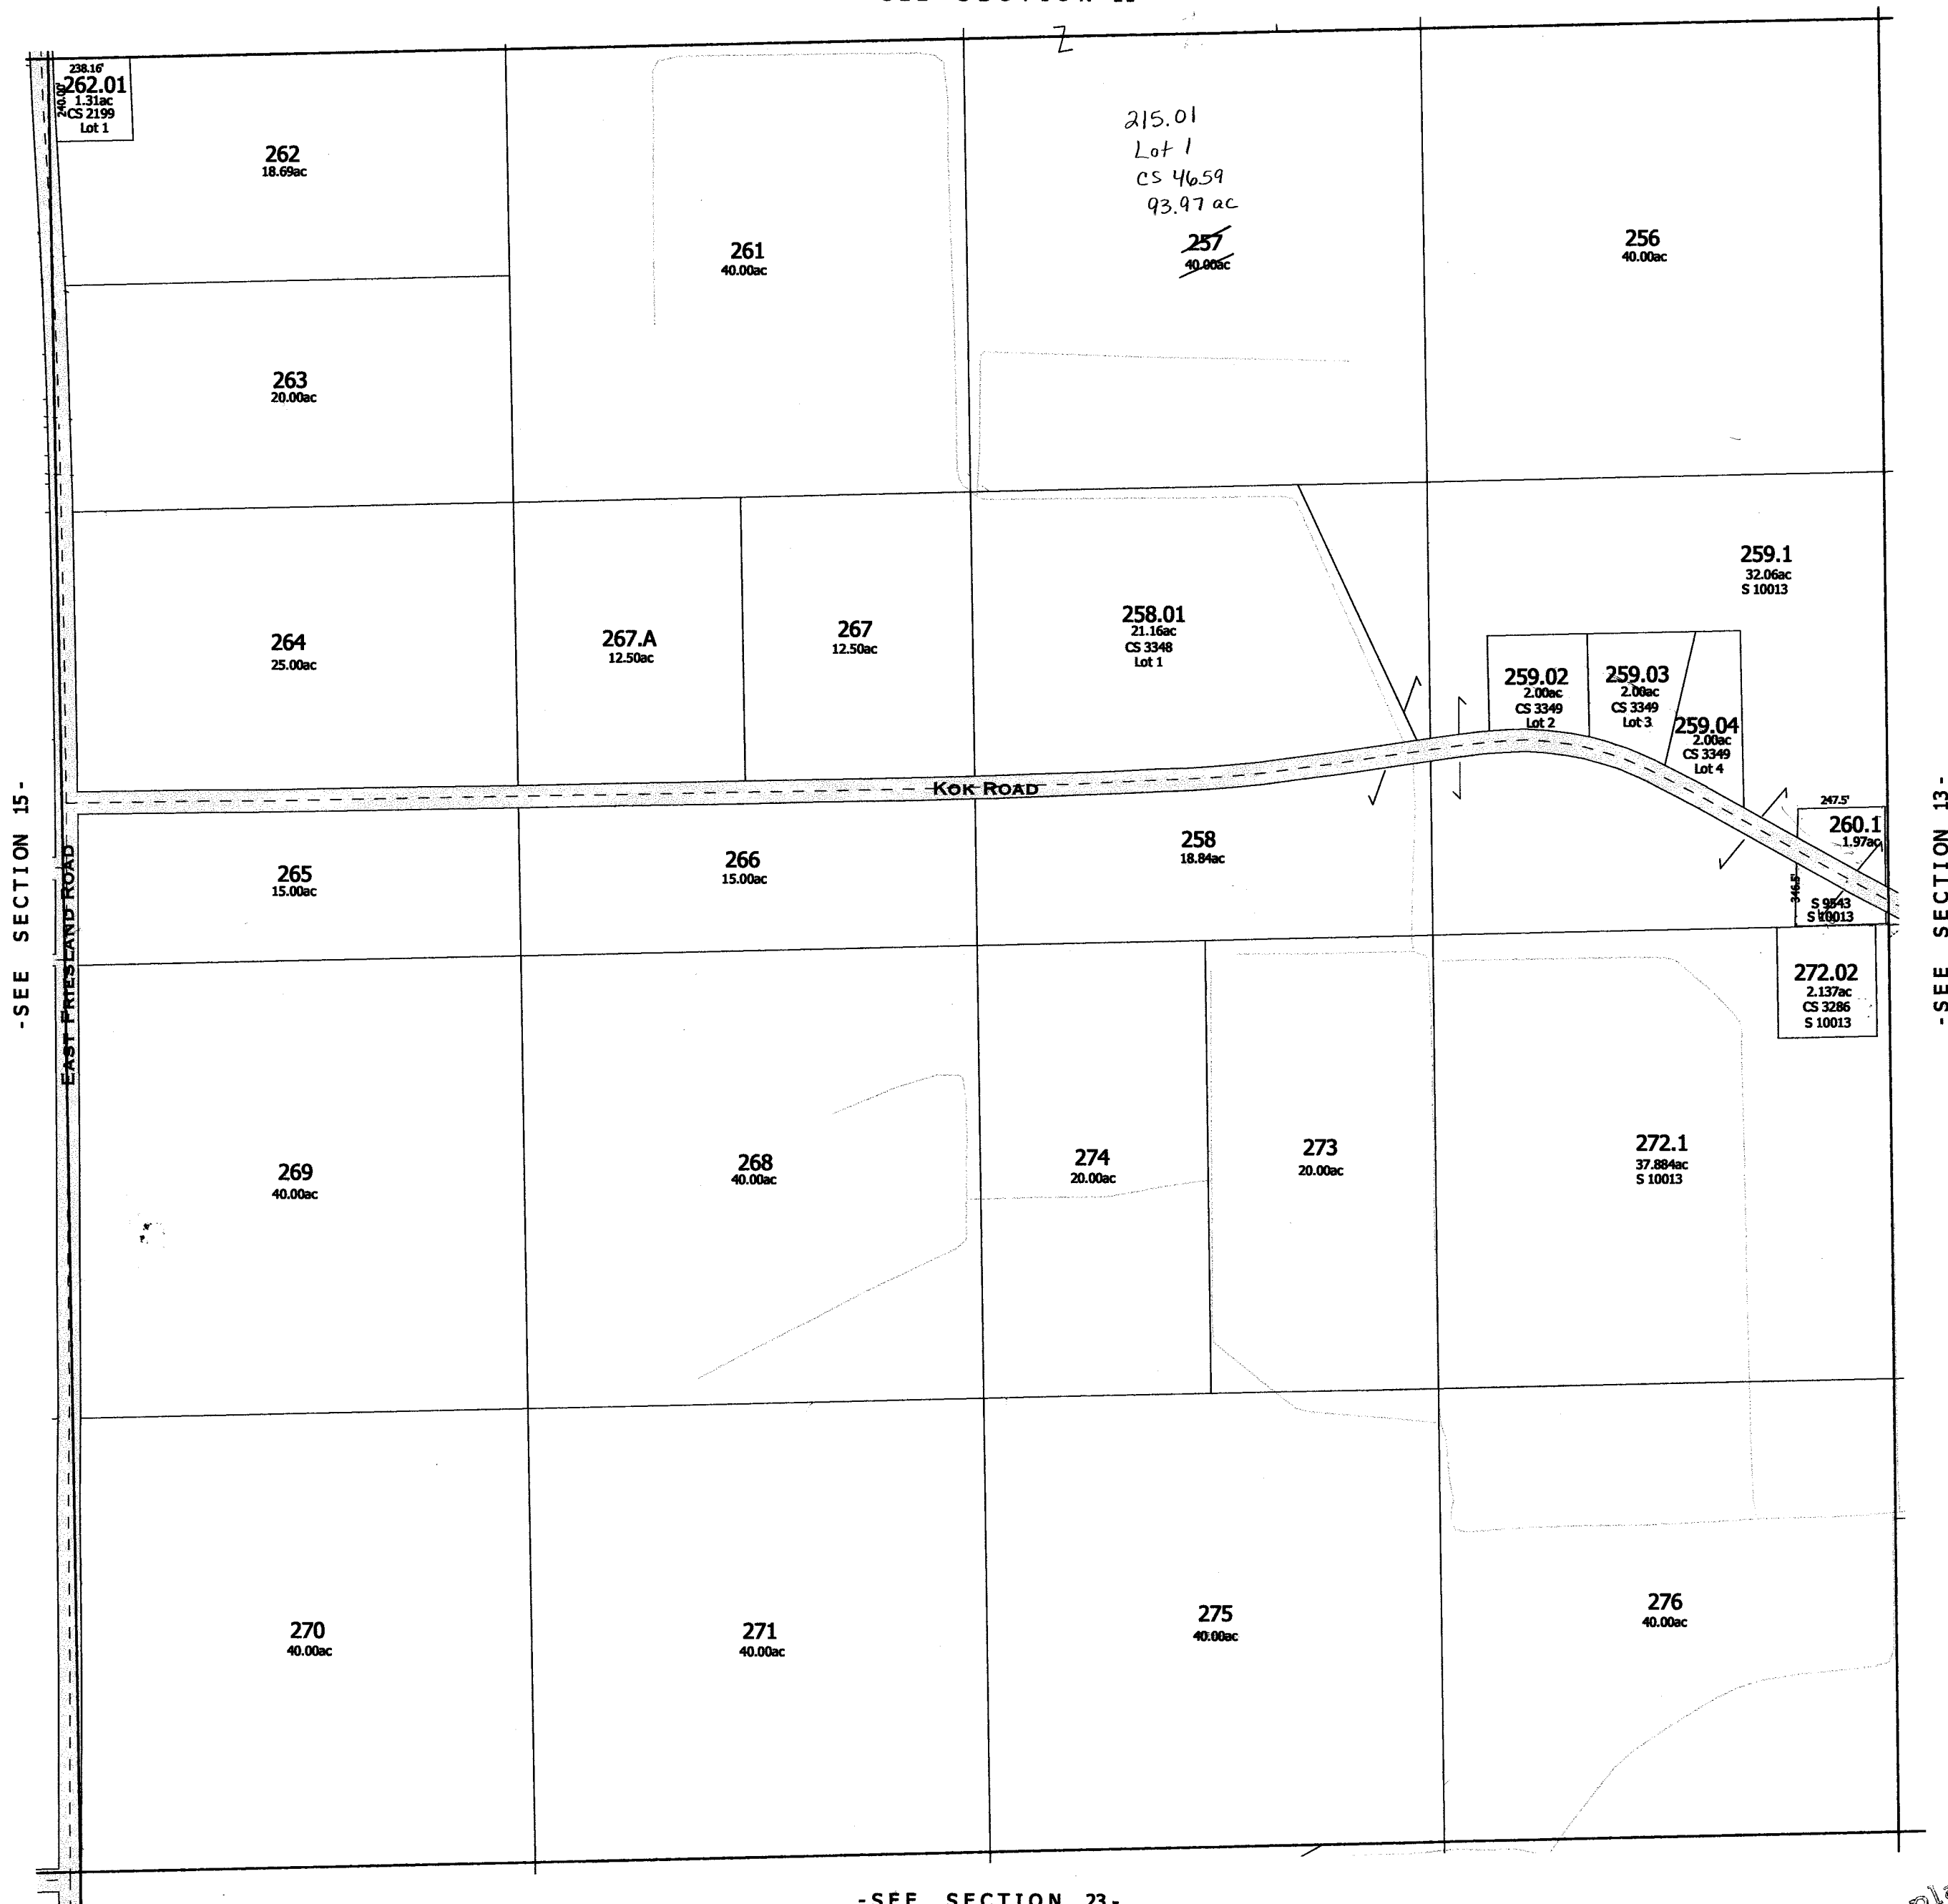 238.16'
262.01
240.00'
1.31ac
CS 2199
Lot 1
262
18.69ac
261
40.00ac
215.01
Lot 1
CS 4659
93.97 ac
257
40.00ac
256
40.00ac
263
20.00ac
264
25.00ac
267.A
12.50ac
267
12.50ac
258.01
21.16ac
CS 3348
Lot 1
259.1
32.06ac
S 10013
259.02
2.00ac
CS 3349
Lot 2
259.03
2.00ac
CS 3349
Lot 3
259.04
2.00ac
CS 3349
Lot 4
KOK ROAD
247.5'
260.1
1.97ac
346.5'
S 9543
S 10013
-SEE SECTION 15-
EAST FRIESLAND ROAD
265
15.00ac
266
15.00ac
258
18.84ac
-SEE SECTION 13-
272.02
2.137ac
CS 3286
S 10013
269
40.00ac
268
40.00ac
274
20.00ac
273
20.00ac
272.1
37.884ac
S 10013
270
40.00ac
271
40.00ac
275
40.00ac
276
40.00ac
-SEE SECTION 23-